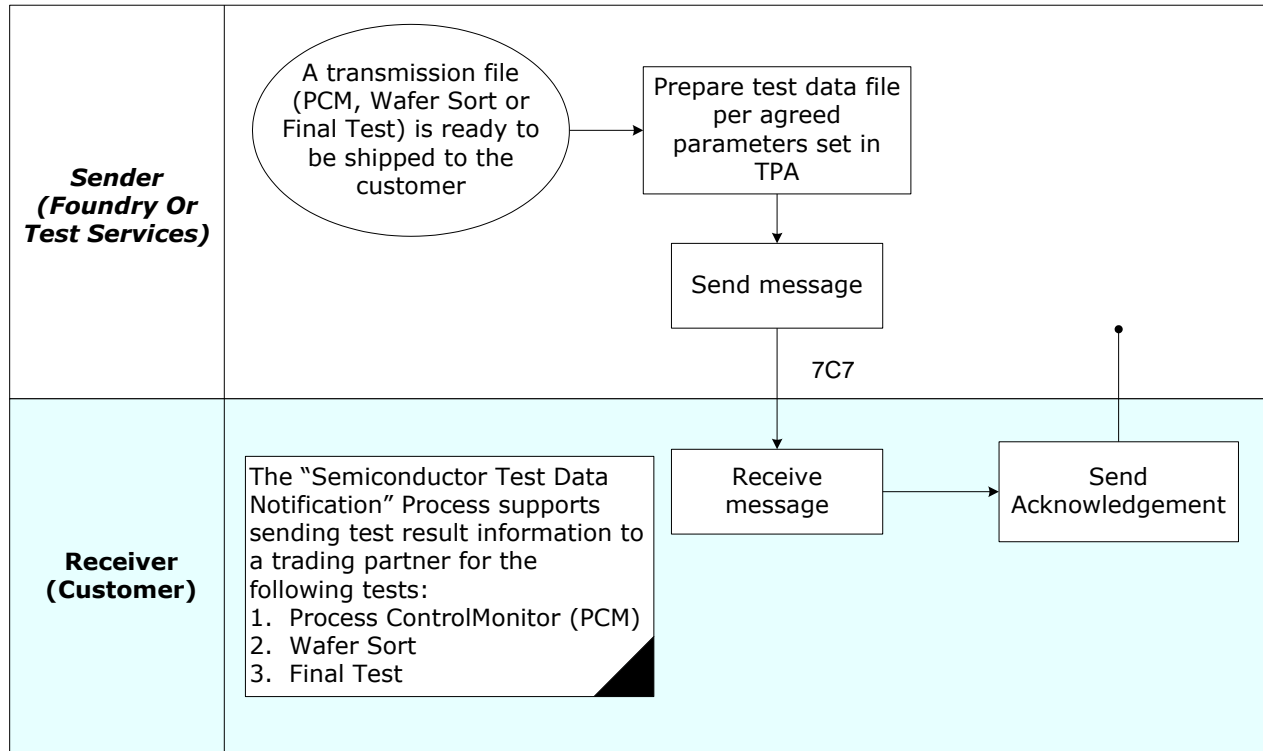 A transmission file
(PCM, Wafer Sort or
Final Test) is ready to
be shipped to the
customer
Prepare test data file
per agreed
parameters set in
TPA
Sender
(Foundry Or
Test Services)
Send message
7C7
Receive
message
Send
Acknowledgement
The “Semiconductor Test Data
Notification” Process supports
sending test result information to
a trading partner for the
following tests:
1. Process ControlMonitor (PCM)
2. Wafer Sort
3. Final Test
Receiver
(Customer)